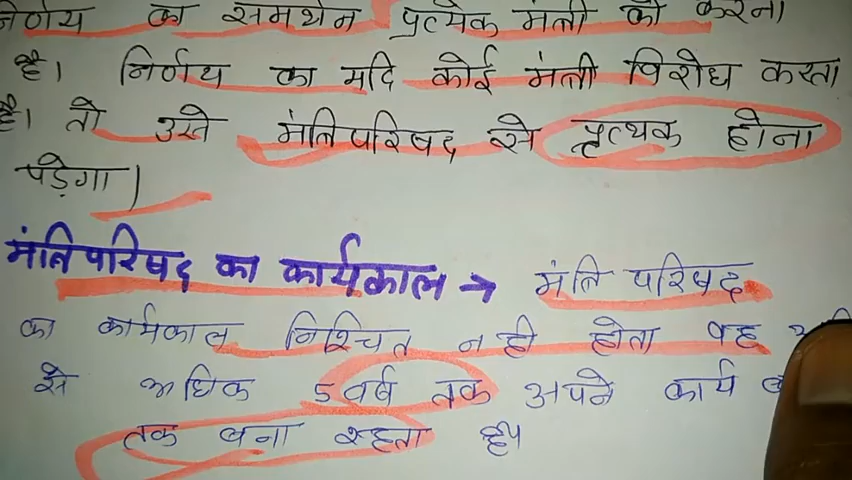 निर्णय का समर्थन प्रत्येक मंत्री को करना
है। निर्णय का यदि कोई मंत्री विरोध करता
है। तो उसे मंत्रिपरिषद से पृत्थक होना
पड़ेगा।
मंत्रिपरिषद का कार्यकाल → मंत्रि परिषद
का कार्यकाल निश्चित नही होता वह
से अधिक 5 वर्ष तक अपने कार्य
तक बना रहता है।